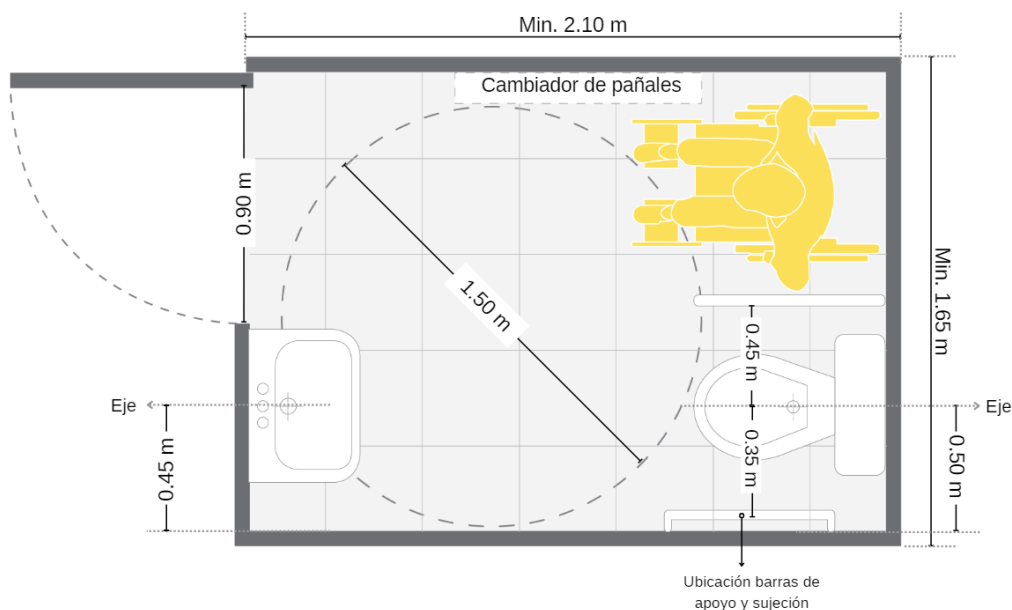 Min. 2.10 m
Cambiador de pañales
0.90 m
1.50 m
Min. 1.65 m
0.45 m
Eje
Eje
0.45 m
0.35 m
0.50 m
Ubicación barras de
apoyo y sujeción